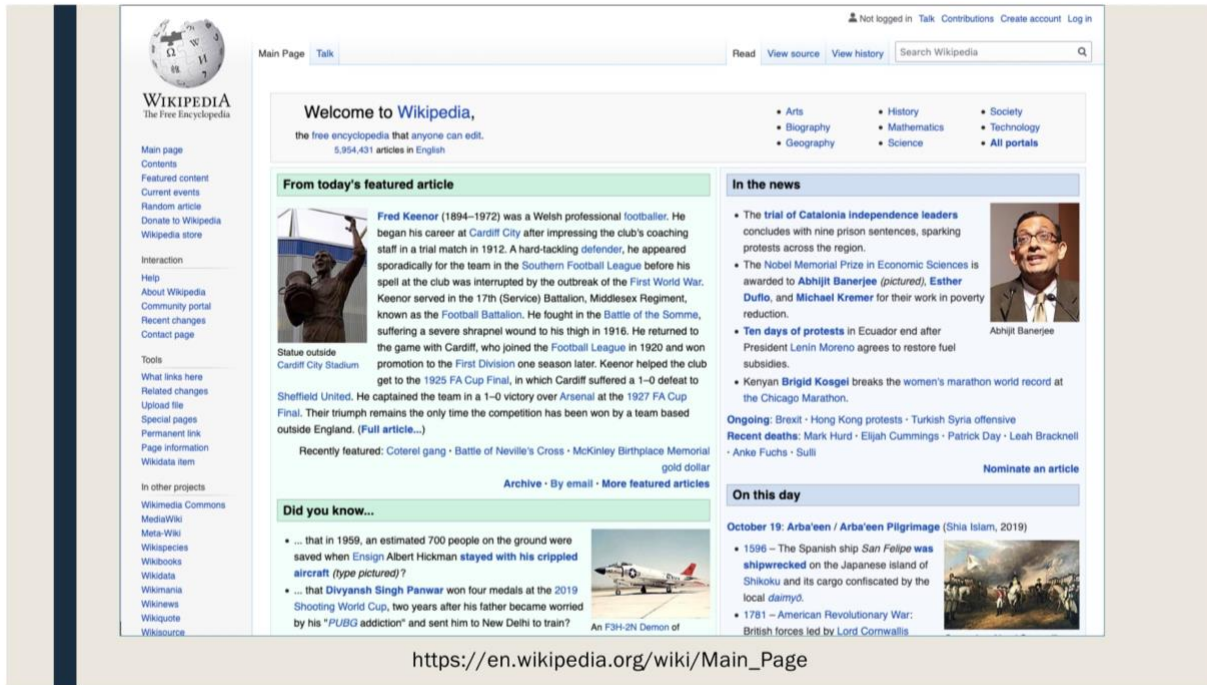 Not logged in Talk Contributions Create account Log in
Main Page Talk
Read View source View history Search Wikipedia
WIKIPEDIA
The Free Encyclopedia
Main page
Contents
Featured content
Current events
Random article
Donate to Wikipedia
Wikipedia store
Interaction
Help
About Wikipedia
Community portal
Recent changes
Contact page
Tools
What links here
Related changes
Upload file
Special pages
Permanent link
Page information
Wikidata item
In other projects
Wikimedia Commons
MediaWiki
Meta-Wiki
Wikispecies
Wikibooks
Wikidata
Wikimania
Wikinews
Wikiquote
Wikisource
Welcome to Wikipedia,
the free encyclopedia that anyone can edit.
5,954,431 articles in English
• Arts
• Biography
• Geography
• History
• Mathematics
• Science
• Society
• Technology
• All portals
From today's featured article
Statue outside
Cardiff City Stadium
Fred Keenor (1894–1972) was a Welsh professional footballer. He
began his career at Cardiff City after impressing the club's coaching
staff in a trial match in 1912. A hard-tackling defender, he appeared
sporadically for the team in the Southern Football League before his
spell at the club was interrupted by the outbreak of the First World War.
Keenor served in the 17th (Service) Battalion, Middlesex Regiment,
known as the Football Battalion. He fought in the Battle of the Somme,
suffering a severe shrapnel wound to his thigh in 1916. He returned to
the game with Cardiff, who joined the Football League in 1920 and won
promotion to the First Division one season later. Keenor helped the club
get to the 1925 FA Cup Final, in which Cardiff suffered a 1–0 defeat to
Sheffield United. He captained the team in a 1–0 victory over Arsenal at the 1927 FA Cup
Final. Their triumph remains the only time the competition has been won by a team based
outside England. (Full article...)
Recently featured: Coterel gang · Battle of Neville's Cross · McKinley Birthplace Memorial
gold dollar
Archive · By email · More featured articles
Did you know...
• ... that in 1959, an estimated 700 people on the ground were
saved when Ensign Albert Hickman stayed with his crippled
aircraft (type pictured)?
• ... that Divyansh Singh Panwar won four medals at the 2019
Shooting World Cup, two years after his father became worried
by his "PUBG addiction" and sent him to New Delhi to train?
An F3H-2N Demon of
In the news
• The trial of Catalonia independence leaders
concludes with nine prison sentences, sparking
protests across the region.
• The Nobel Memorial Prize in Economic Sciences is
awarded to Abhijit Banerjee (pictured), Esther
Duflo, and Michael Kremer for their work in poverty
reduction.
• Ten days of protests in Ecuador end after
President Lenin Moreno agrees to restore fuel
subsidies.
• Kenyan Brigid Kosgei breaks the women's marathon world record at
the Chicago Marathon.
Abhijit Banerjee
Ongoing: Brexit · Hong Kong protests · Turkish Syria offensive
Recent deaths: Mark Hurd · Elijah Cummings · Patrick Day · Leah Bracknell
· Anke Fuchs · Sulli
Nominate an article
On this day
October 19: Arba'een / Arba'een Pilgrimage (Shia Islam, 2019)
• 1596 – The Spanish ship San Felipe was
shipwrecked on the Japanese island of
Shikoku and its cargo confiscated by the
local daimyō.
• 1781 – American Revolutionary War:
British forces led by Lord Cornwallis
https://en.wikipedia.org/wiki/Main_Page